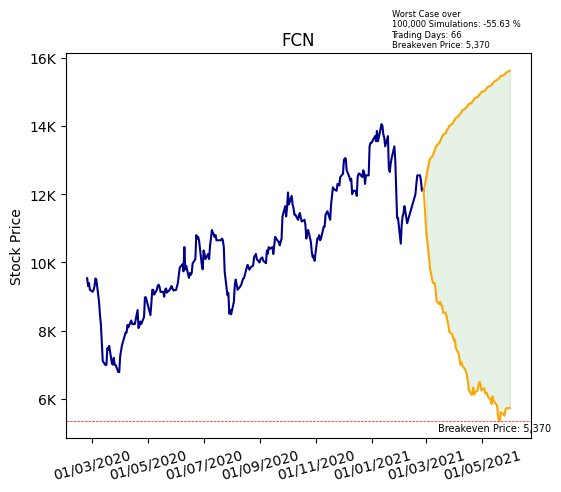 Worst Case over
100,000 Simulations: -55.63 %
Trading Days: 66
Breakeven Price: 5,370
FCN
Stock Price
16K
14K
12K
10K
8K
6K
Breakeven Price: 5,370
01/03/2020
01/05/2020
01/07/2020
01/09/2020
01/11/2020
01/01/2021
01/03/2021
01/05/2021